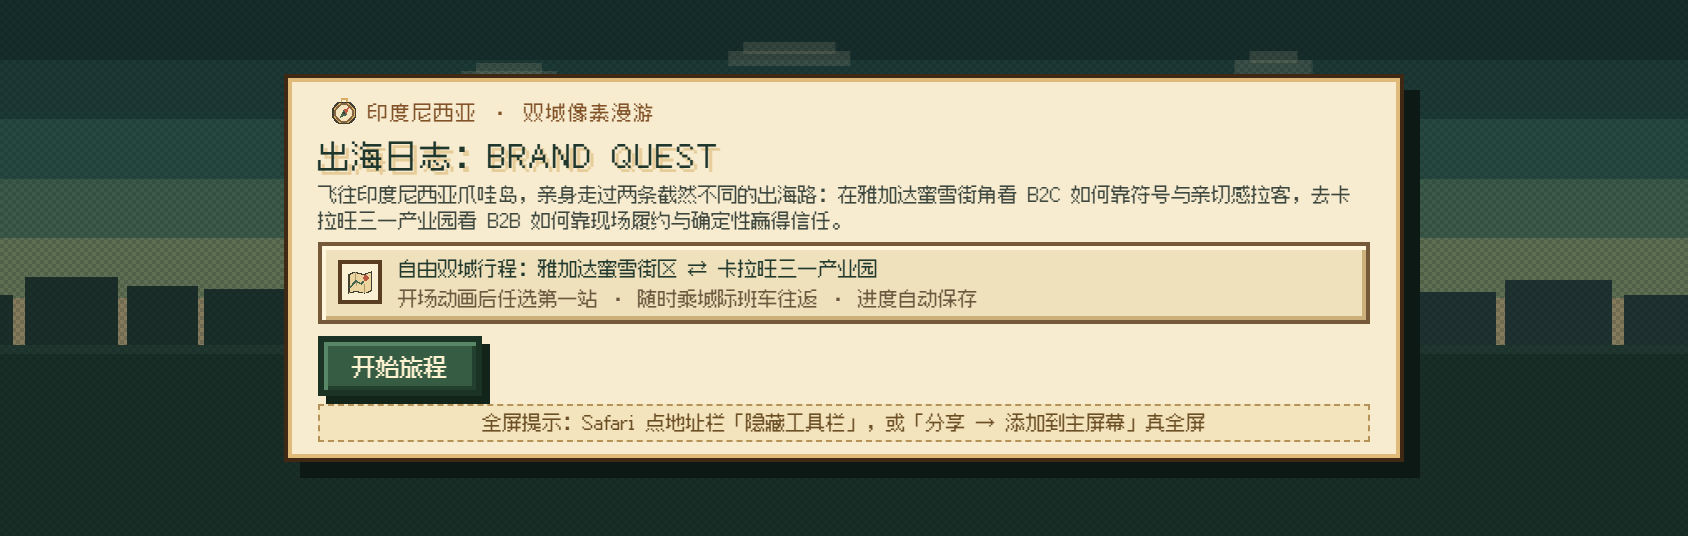 印度尼西亚 · 双城像素漫游
出海日志：BRAND QUEST
飞往印度尼西亚爪哇岛，亲身走过两条截然不同的出海路：在雅加达蜜雪街角看 B2C 如何靠符号与亲切感拉客，去卡
拉旺三一产业园看 B2B 如何靠现场履约与确定性赢得信任。
自由双城行程：雅加达蜜雪街区 ⇄ 卡拉旺三一产业园
开场动画后任选第一站 · 随时乘城际班车往返 · 进度自动保存
开始旅程
全屏提示：Safari 点地址栏「隐藏工具栏」，或「分享 → 添加到主屏幕」真全屏